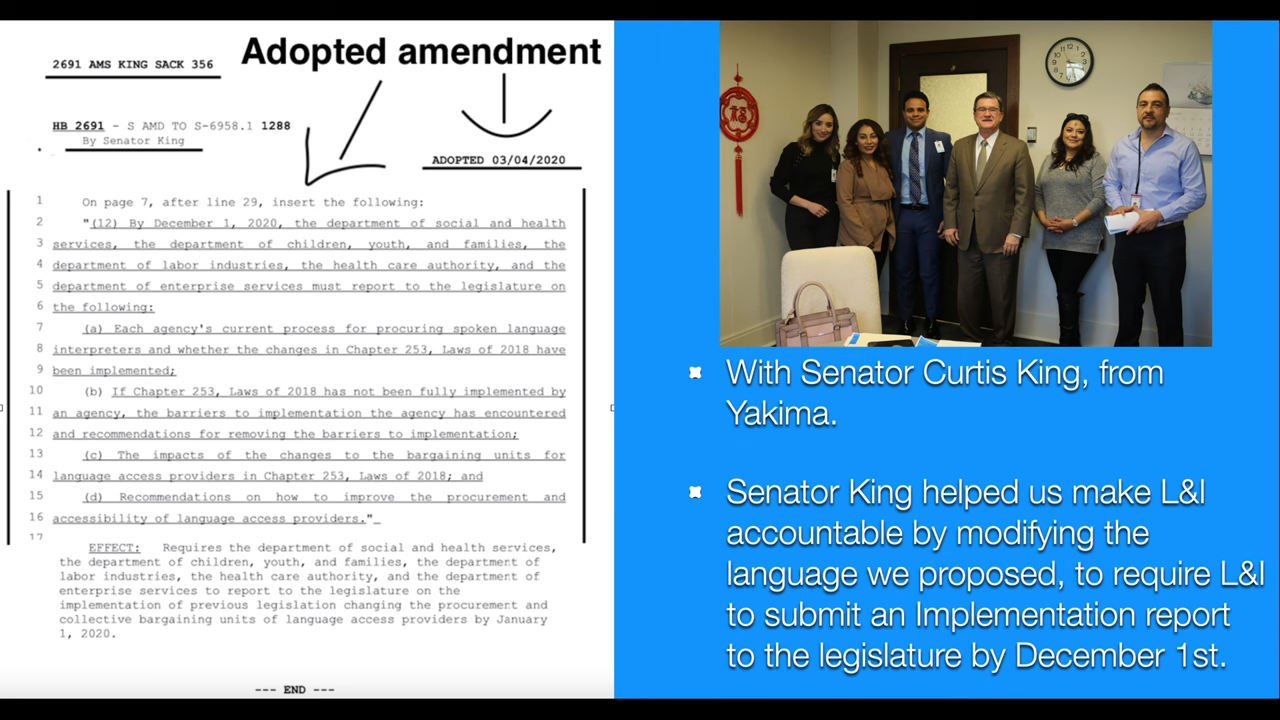 Adopted amendment
2691 AMS KING SACK 356
HB 2691 - S AMD TO S-6958.1 1288
By Senator King
ADOPTED 03/04/2020
1 On page 7, after line 29, insert the following:
2 "(12) By December 1, 2020, the department of social and health
3 services, the department of children, youth, and families, the
4 department of labor industries, the health care authority, and the
5 department of enterprise services must report to the legislature on
6 the following:
7 (a) Each agency's current process for procuring spoken language
8 interpreters and whether the changes in Chapter 253, Laws of 2018 have
9 been implemented;
10 (b) If Chapter 253, Laws of 2018 has not been fully implemented by
11 an agency, the barriers to implementation the agency has encountered
12 and recommendations for removing the barriers to implementation;
13 (c) The impacts of the changes to the bargaining units for
14 language access providers in Chapter 253, Laws of 2018; and
15 (d) Recommendations on how to improve the procurement and
16 accessibility of language access providers."
17
EFFECT: Requires the department of social and health services,
the department of children, youth, and families, the department of
labor industries, the health care authority, and the department of
enterprise services to report to the legislature on the
implementation of previous legislation changing the procurement and
collective bargaining units of language access providers by January
1, 2020.
--- END ---
福
With Senator Curtis King, from
Yakima.
Senator King helped us make L&I
accountable by modifying the
language we proposed, to require L&I
to submit an Implementation report
to the legislature by December 1st.